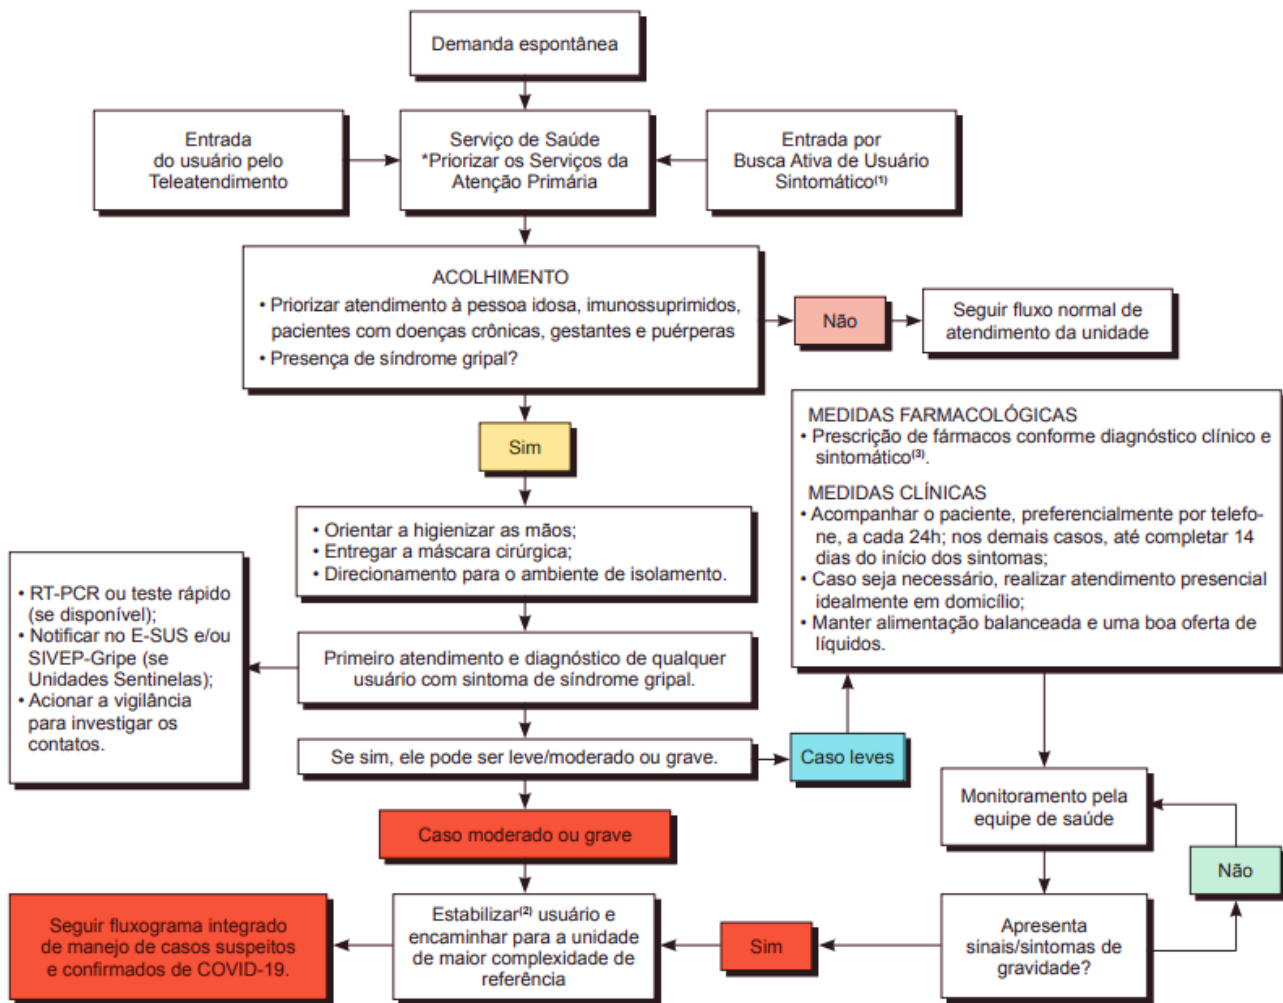 Demanda espontânea
Entrada
do usuário pelo
Teleatendimento
Serviço de Saúde
*Priorizar os Serviços da
Atenção Primária
Entrada por
Busca Ativa de Usuário
Sintomático(1)
ACOLHIMENTO
• Priorizar atendimento à pessoa idosa, imunossuprimidos,
pacientes com doenças crônicas, gestantes e puérperas
• Presença de síndrome gripal?
Não
Seguir fluxo normal de
atendimento da unidade
Sim
• Orientar a higienizar as mãos;
• Entregar a máscara cirúrgica;
• Direcionamento para o ambiente de isolamento.
• RT-PCR ou teste rápido
(se disponível);
• Notificar no E-SUS e/ou
SIVEP-Gripe (se
Unidades Sentinelas);
• Acionar a vigilância
para investigar os
contatos.
Primeiro atendimento e diagnóstico de qualquer
usuário com sintoma de síndrome gripal.
Se sim, ele pode ser leve/moderado ou grave.
Caso leves
MEDIDAS FARMACOLÓGICAS
• Prescrição de fármacos conforme diagnóstico clínico e
sintomático(3).
MEDIDAS CLÍNICAS
• Acompanhar o paciente, preferencialmente por telefo-
ne, a cada 24h; nos demais casos, até completar 14
dias do início dos sintomas;
• Caso seja necessário, realizar atendimento presencial
idealmente em domicílio;
• Manter alimentação balanceada e uma boa oferta de
líquidos.
Monitoramento pela
equipe de saúde
Não
Apresenta
sinais/sintomas de
gravidade?
Sim
Caso moderado ou grave
Estabilizar(2) usuário e
encaminhar para a unidade
de maior complexidade de
referência
Seguir fluxograma integrado
de manejo de casos suspeitos
e confirmados de COVID-19.